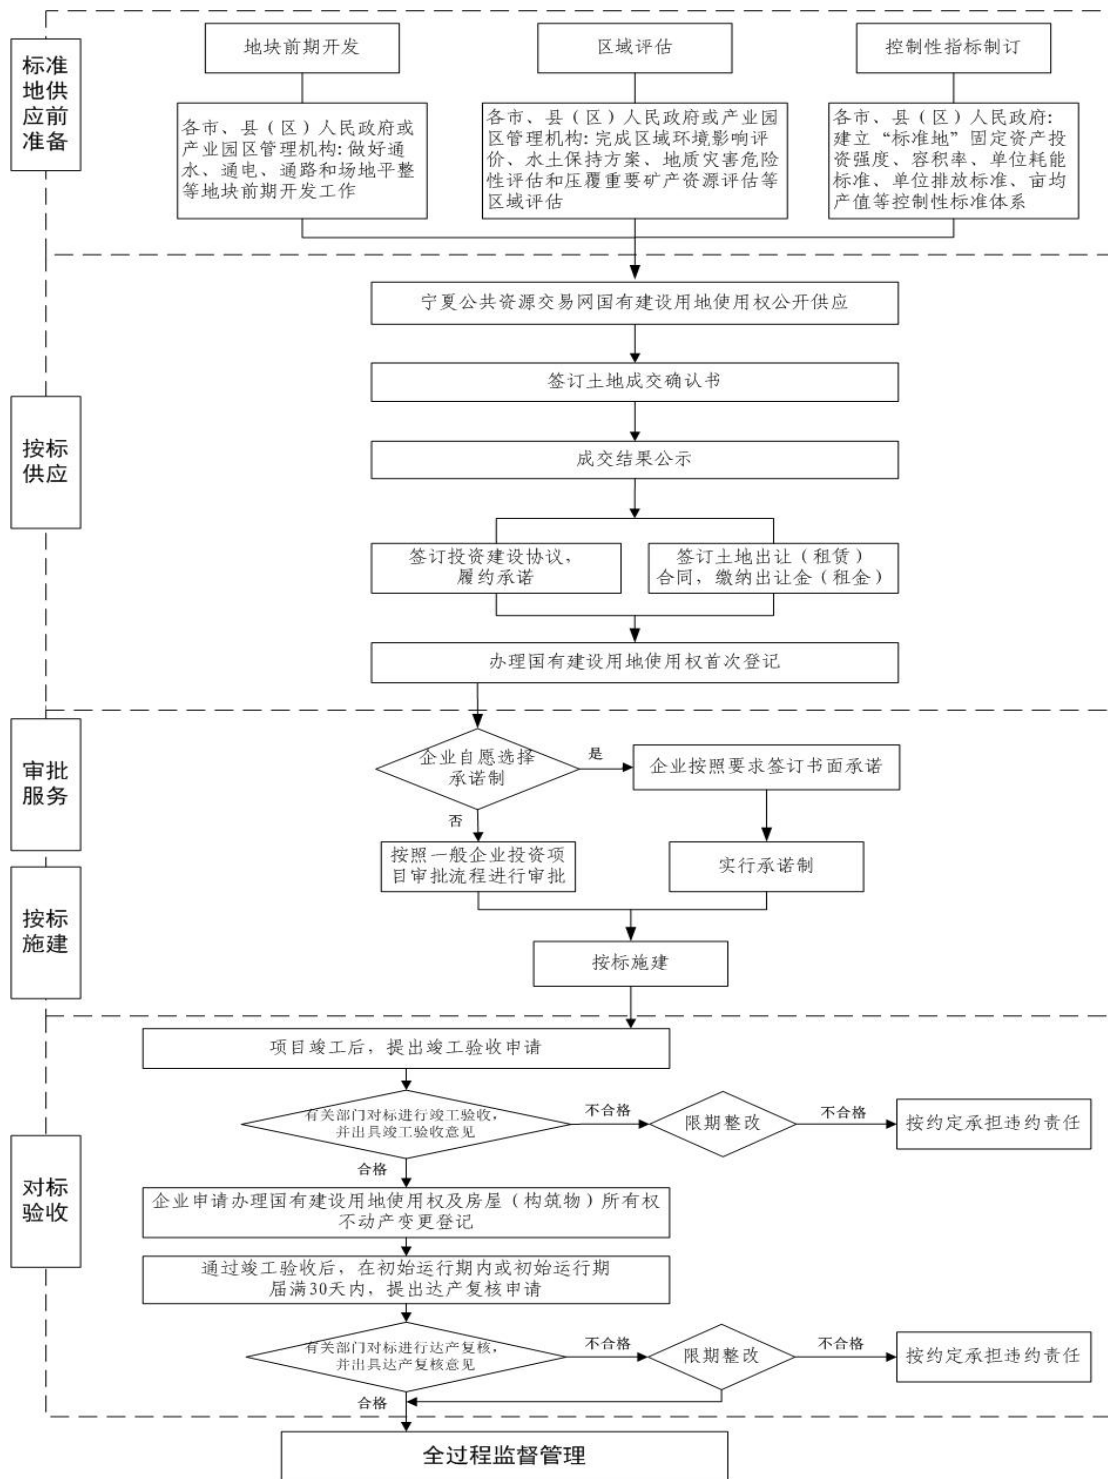 标准
地供
应前
准备
地块前期开发
区域评估
控制性指标制订
各市、县（区）人民政府或
产业园区管理机构：做好通
水、通电、通路和场地平整
等地块前期开发工作
各市、县（区）人民政府或产业园
区管理机构：完成区域环境影响评
价、水土保持方案、地质灾害危险
性评估和压覆重要矿产资源评估等
区域评估
各市、县（区）人民政府：
建立“标准地”固定资产投
资强度、容积率、单位耗能
标准、单位排放标准、亩均
产值等控制性标准体系
按标
供应
宁夏公共资源交易网国有建设用地使用权公开供应
签订土地成交确认书
成交结果公示
签订投资建设协议，
履约承诺
签订土地出让（租赁）
合同，缴纳出让金（租金）
办理国有建设用地使用权首次登记
审批
服务
企业自愿选择
承诺制
是
企业按照要求签订书面承诺
否
按照一般企业投资项
目审批流程进行审批
实行承诺制
按标
施建
按标施建
对标
验收
项目竣工后，提出竣工验收申请
有关部门对标进行竣工验收，
并出具竣工验收意见
不合格
限期整改
不合格
按约定承担违约责任
合格
企业申请办理国有建设用地使用权及房屋（构筑物）所有权
不动产变更登记
通过竣工验收后，在初始运行期内或初始运行期
届满30天内，提出达产复核申请
有关部门对标进行达产复核，
并出具达产复核意见
不合格
限期整改
不合格
按约定承担违约责任
合格
全过程监督管理